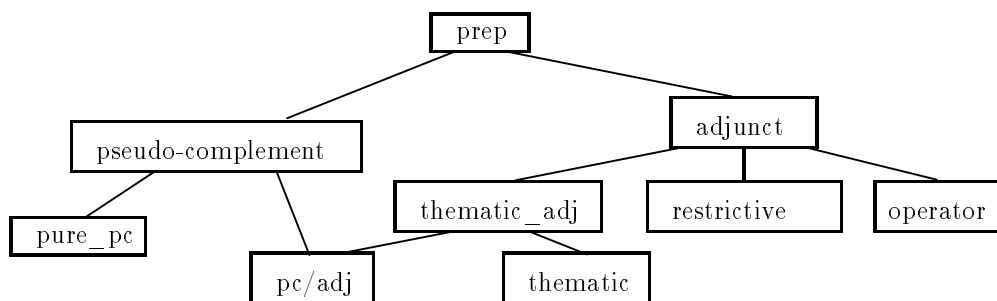 prep
adjunct
pseudo-complement
thematic_adj
restrictive
operator
pure_pc
pc/adj
thematic